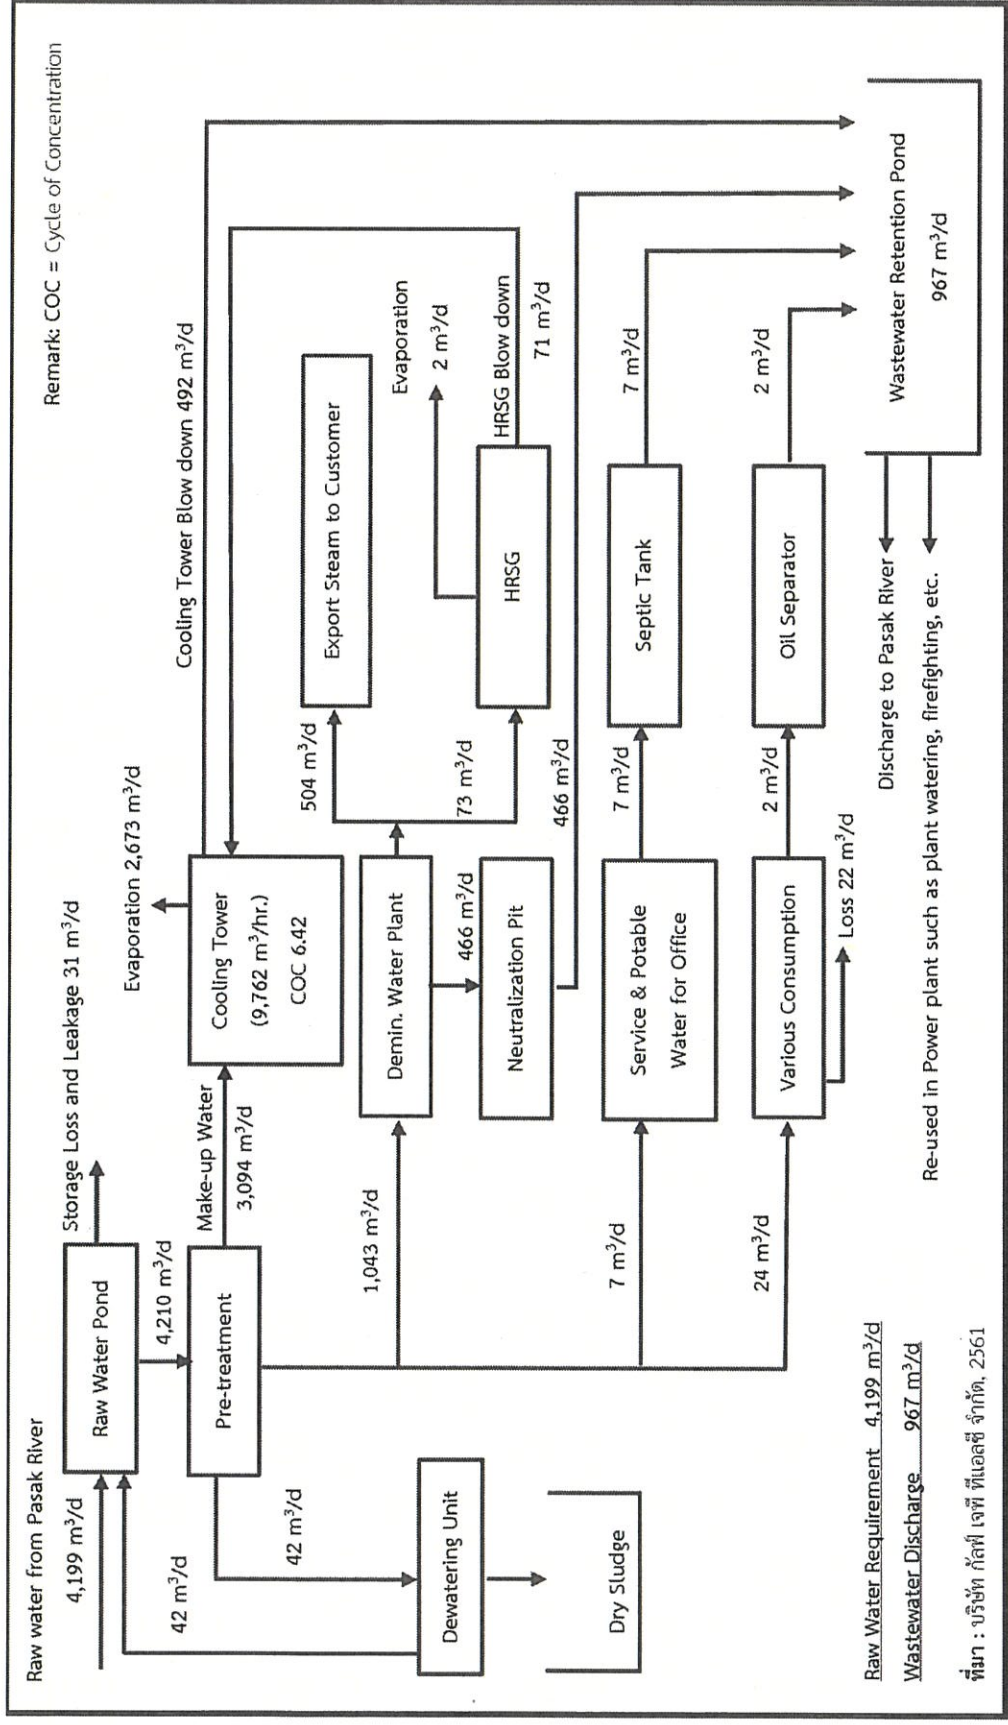 Remark: COC = Cycle of Concentration
Raw water from Pasak River
4,199 m³/d
42 m³/d
Raw Water Pond
Storage Loss and Leakage 31 m³/d
4,210 m³/d
Pre-treatment
Make-up Water
3,094 m³/d
Evaporation 2,673 m³/d
Cooling Tower
(9,762 m³/hr.)
COC 6.42
Cooling Tower Blow down 492 m³/d
42 m³/d
Dewatering Unit
Dry Sludge
1,043 m³/d
Demin. Water Plant
504 m³/d
Export Steam to Customer
73 m³/d
HRSG
Evaporation
2 m³/d
HRSG Blow down
71 m³/d
466 m³/d
Neutralization Pit
466 m³/d
7 m³/d
Service & Potable
Water for Office
7 m³/d
Septic Tank
7 m³/d
24 m³/d
Various Consumption
Loss 22 m³/d
2 m³/d
Oil Separator
2 m³/d
Wastewater Retention Pond
967 m³/d
Discharge to Pasak River
Re-used in Power plant such as plant watering, firefighting, etc.
Raw Water Requirement 4,199 m³/d
Wastewater Discharge 967 m³/d
ที่มา : บริษัท กัลฟ์ เจพี ทีแอลซี จำกัด, 2561